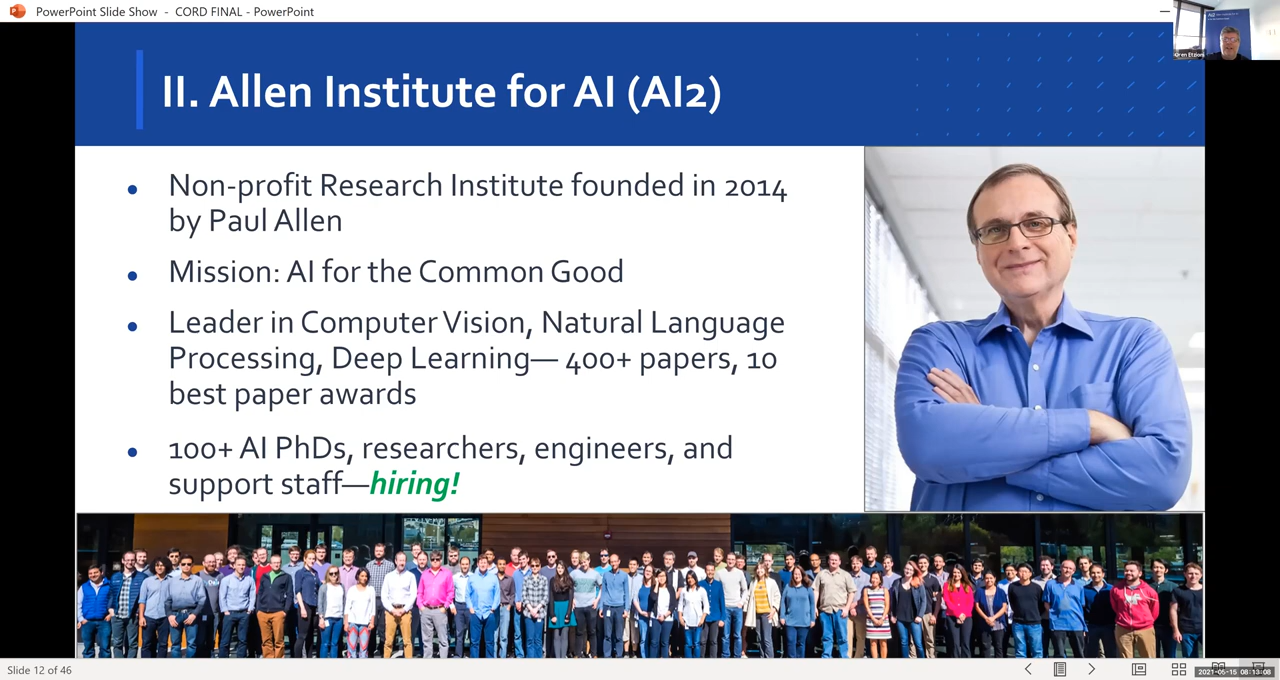 PowerPoint Slide Show - CORD FINAL - PowerPoint
Oren Etzioni
II. Allen Institute for AI (AI2)
• Non-profit Research Institute founded in 2014
by Paul Allen
• Mission: AI for the Common Good
• Leader in Computer Vision, Natural Language
Processing, Deep Learning— 400+ papers, 10
best paper awards
• 100+ AI PhDs, researchers, engineers, and
support staff—hiring!
Slide 12 of 46
2021-05-15 08:13:08